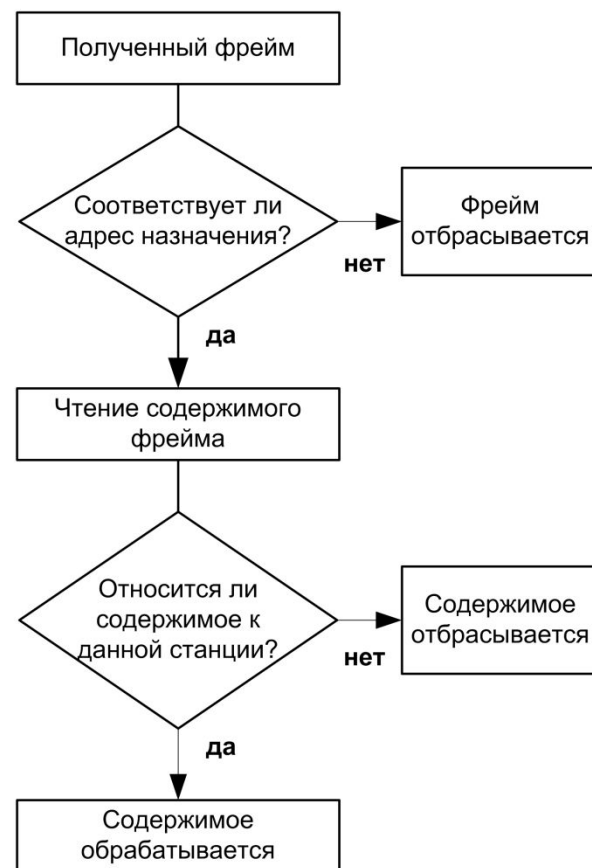 Полученный фрейм
Соответствует ли
адрес назначения?
Фрейм
отбрасывается
нет
да
Чтение содержимого
фрейма
Относится ли
содержимое к
данной станции?
Содержимое
отбрасывается
нет
да
Содержимое
обрабатывается